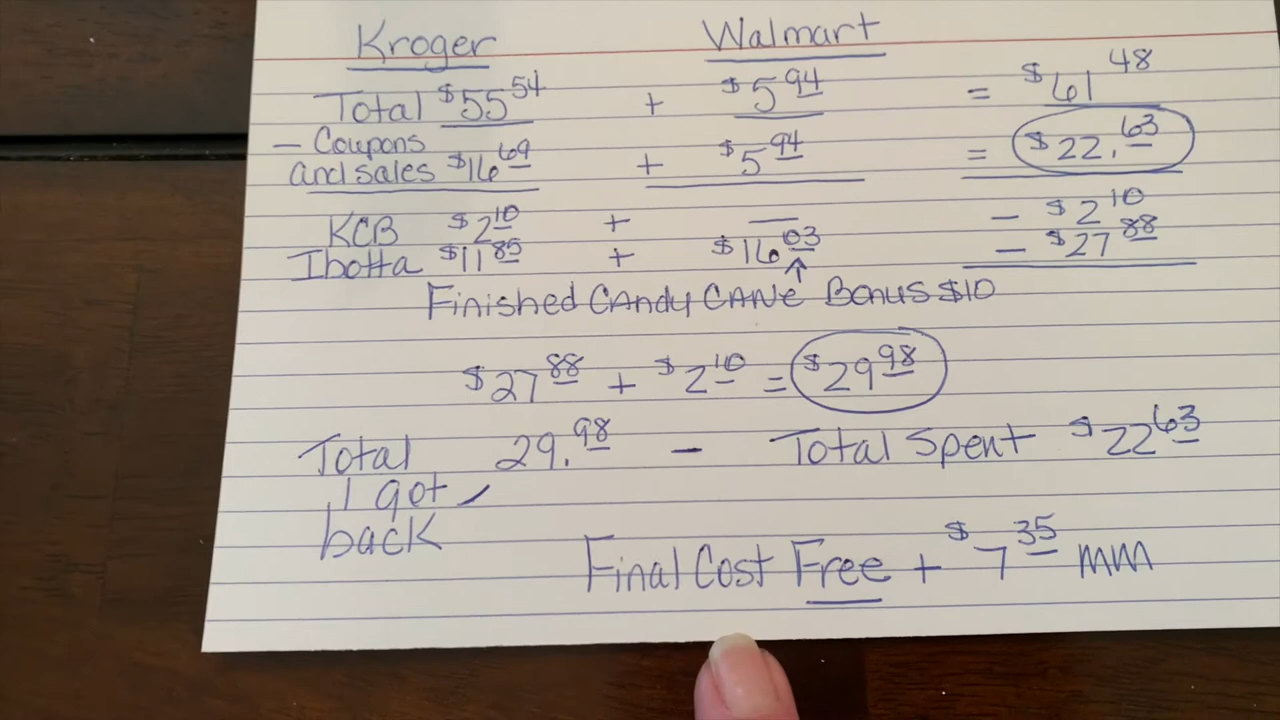 Kroger Walmart
Total $55 54 + $5 94 = $61 48
- Coupons
and sales $16 69 + $5 94 = $22.63
KCB $2 10 + — - $2 10
Ibotta $11 85 + $16 03 - $27 88
↑
Finished CANdy CANe Bonus $10
$27 88 + $2 10 = $29 98
Total 29.98 - Total Spent $22 63
I got
back
Final Cost Free + $7 35 MM